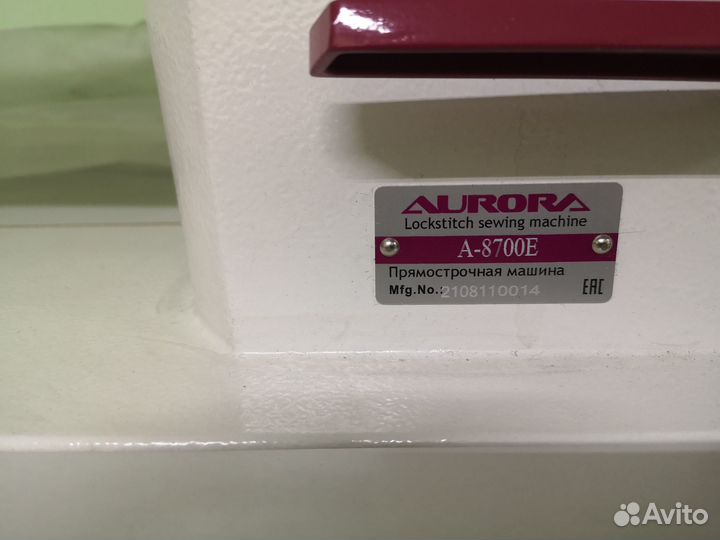 AURORA
Lockstitch sewing machine
A-8700E
Прямострочная машина
Mfg.No.: 2108110014 EAC
Avito